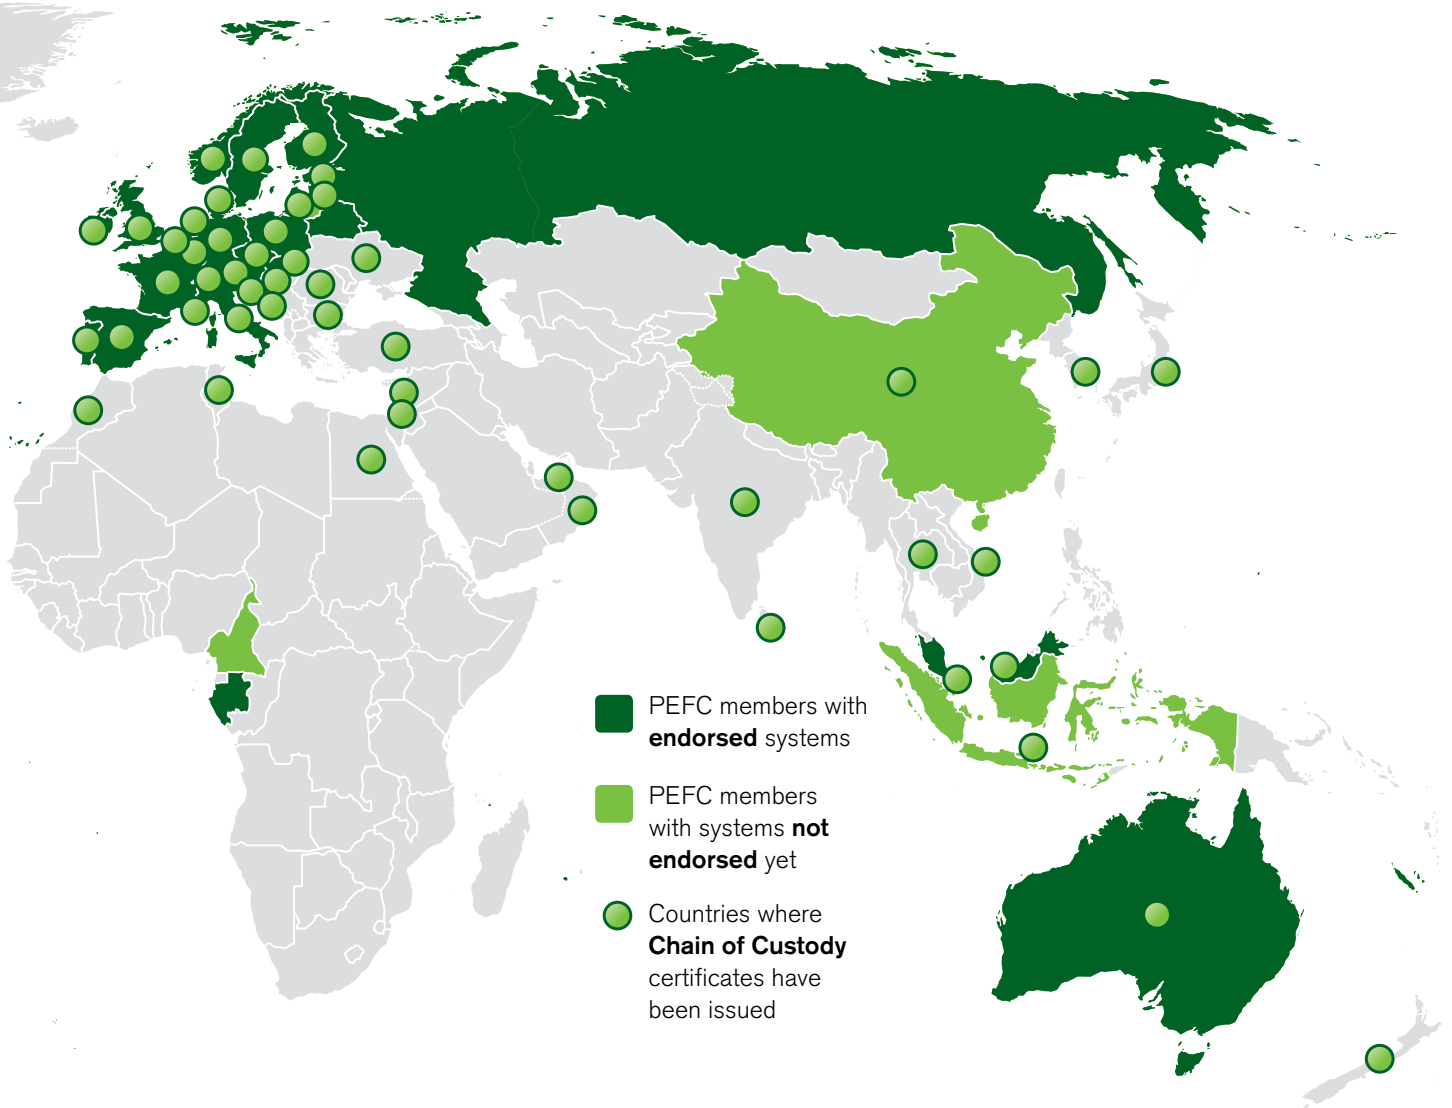 PEFC members with
endorsed systems
PEFC members
with systems not
endorsed yet
Countries where
Chain of Custody
certificates have
been issued